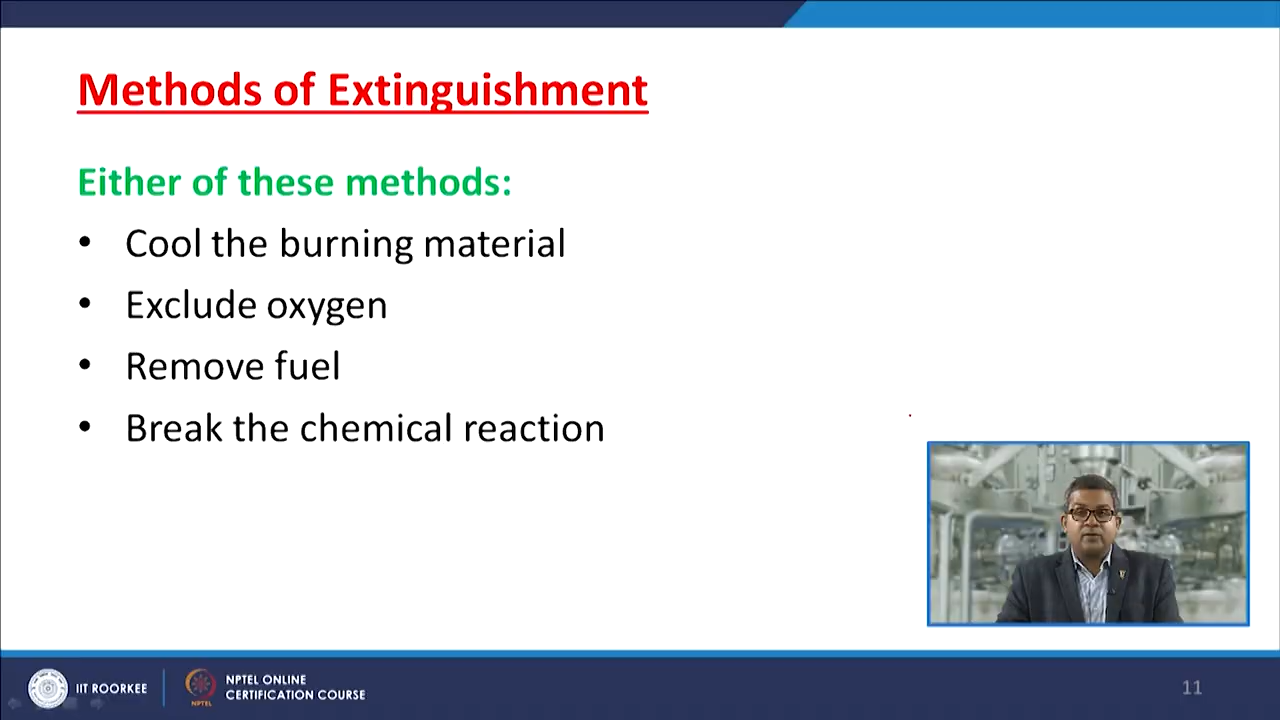 Methods of Extinguishment
Either of these methods:
• Cool the burning material
• Exclude oxygen
• Remove fuel
• Break the chemical reaction
IIT ROORKEE
NPTEL
NPTEL ONLINE
CERTIFICATION COURSE
11